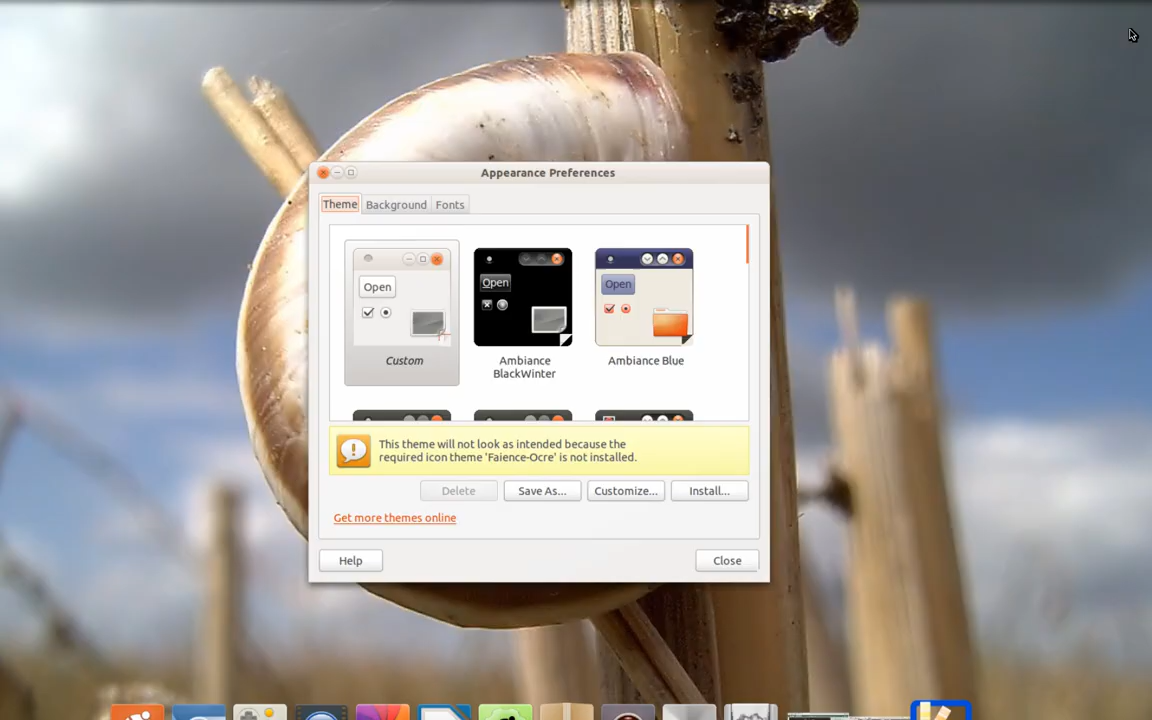 Appearance Preferences
Theme Background Fonts
Open
Open
Open
Custom
Ambiance BlackWinter
Ambiance Blue
This theme will not look as intended because the
required icon theme 'Faience-Ocre' is not installed.
Delete Save As... Customize... Install...
Get more themes online
Help Close